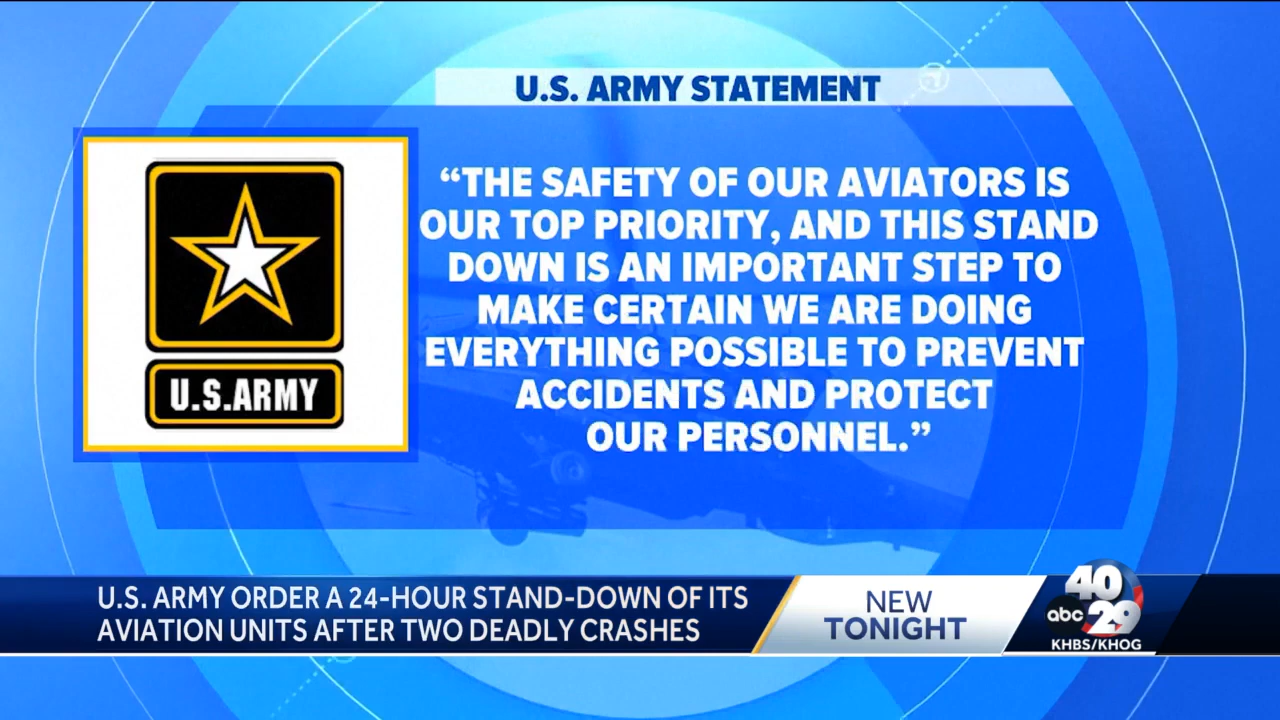 U.S. ARMY STATEMENT
U.S.ARMY
“THE SAFETY OF OUR AVIATORS IS
OUR TOP PRIORITY, AND THIS STAND
DOWN IS AN IMPORTANT STEP TO
MAKE CERTAIN WE ARE DOING
EVERYTHING POSSIBLE TO PREVENT
ACCIDENTS AND PROTECT
OUR PERSONNEL.”
U.S. ARMY ORDER A 24-HOUR STAND-DOWN OF ITS
AVIATION UNITS AFTER TWO DEADLY CRASHES
NEW
TONIGHT
40
abc 29
KHBS/KHOG